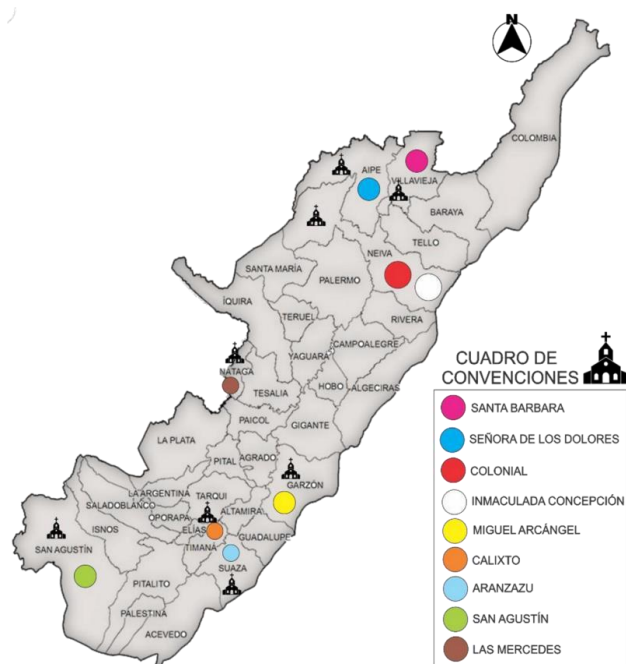 N
COLOMBIA
AIPE
VILLAVIEJA
BARAYA
TELLO
NEIVA
SANTA MARÍA
PALERMO
ÍQUIRA
RIVERA
TERUEL
CAMPOALEGRE
YAGUARA
NÁTAGA
TESALIA
HOBO
ALGECIRAS
PAICOL
GIGANTE
LA PLATA
PITAL
AGRADO
GARZÓN
LA ARGENTINA
TARQUI
SALADOBLANCO
ALTAMIRA
OPORAPA
ISNOS
ELÍAS
GUADALUPE
SAN AGUSTÍN
TIMANÁ
SUAZA
PITALITO
PALESTINA
ACEVEDO
CUADRO DE
CONVENCIONES
SANTA BARBARA
SEÑORA DE LOS DOLORES
COLONIAL
INMACULADA CONCEPCIÓN
MIGUEL ARCÁNGEL
CALIXTO
ARANZAZU
SAN AGUSTÍN
LAS MERCEDES